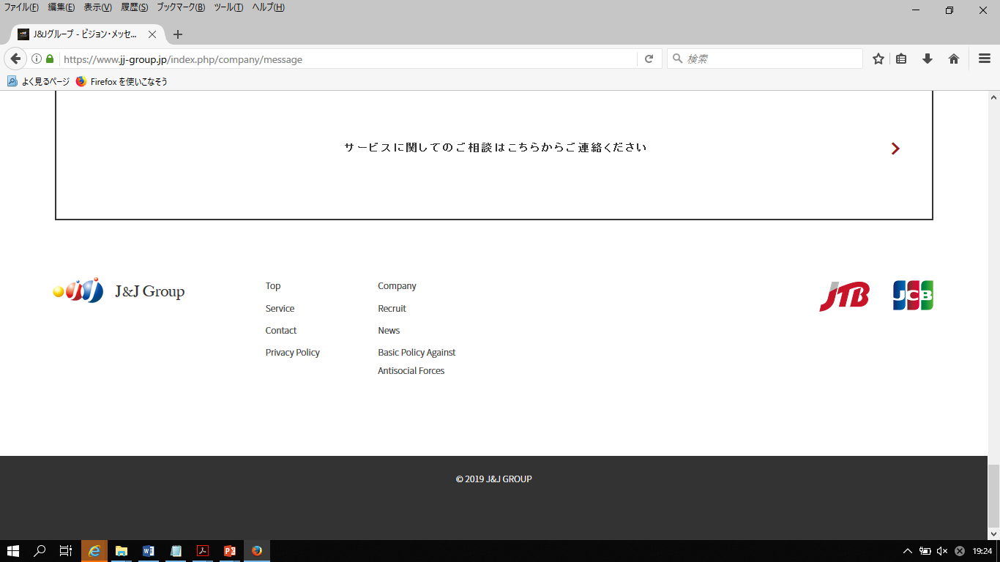 ファイル(F) 編集(E) 表示(V) 履歴(S) ブックマーク(B) ツール(T) ヘルプ(H)
J&Jグループ - ビジョン・メッセ...
https://www.jj-group.jp/index.php/company/message
検索
よく見るページ Firefox を使いこなそう
サービスに関してのご相談はこちらからご連絡ください
J&J Group
Top
Service
Contact
Privacy Policy
Company
Recruit
News
Basic Policy Against
Antisocial Forces
JTB
JCB
© 2019 J&J GROUP
19:24